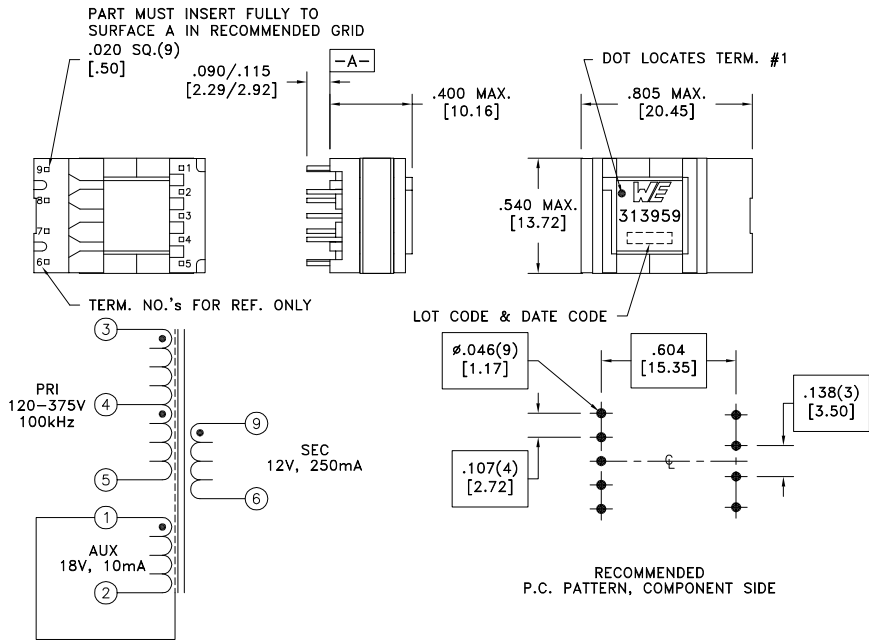 PART MUST INSERT FULLY TO
SURFACE A IN RECOMMENDED GRID
.020 SQ.(9)
[.50]
.090/.115
[2.29/2.92]
-A-
.400 MAX.
[10.16]
DOT LOCATES TERM. #1
.805 MAX.
[20.45]
9
8
7
6
1
2
3
4
5
.540 MAX.
[13.72]
WE
313959
TERM. NO.'s FOR REF. ONLY
LOT CODE & DATE CODE
3
PRI
120-375V
100kHz
4
5
9
SEC
12V, 250mA
6
1
AUX
18V, 10mA
2
ø.046(9)
[1.17]
.604
[15.35]
.138(3)
[3.50]
.107(4)
[2.72]
℄
RECOMMENDED
P.C. PATTERN, COMPONENT SIDE